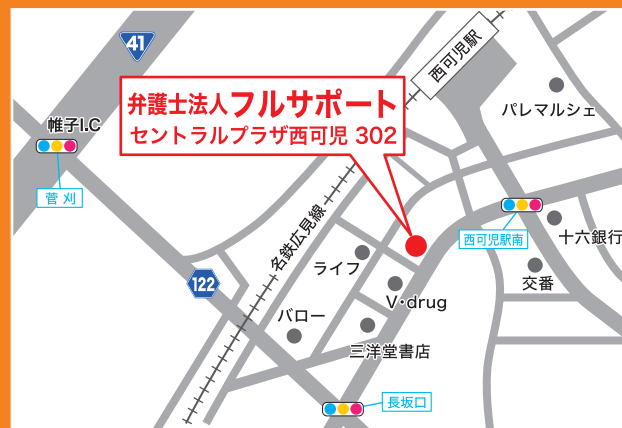 41
西可児駅
パレマルシェ
弁護士法人フルサポート
セントラルプラザ西可児 302
帷子I.C
菅刈
名鉄広見線
西可児駅南
十六銀行
ライフ
交番
122
V・drug
バロー
三洋堂書店
長坂口